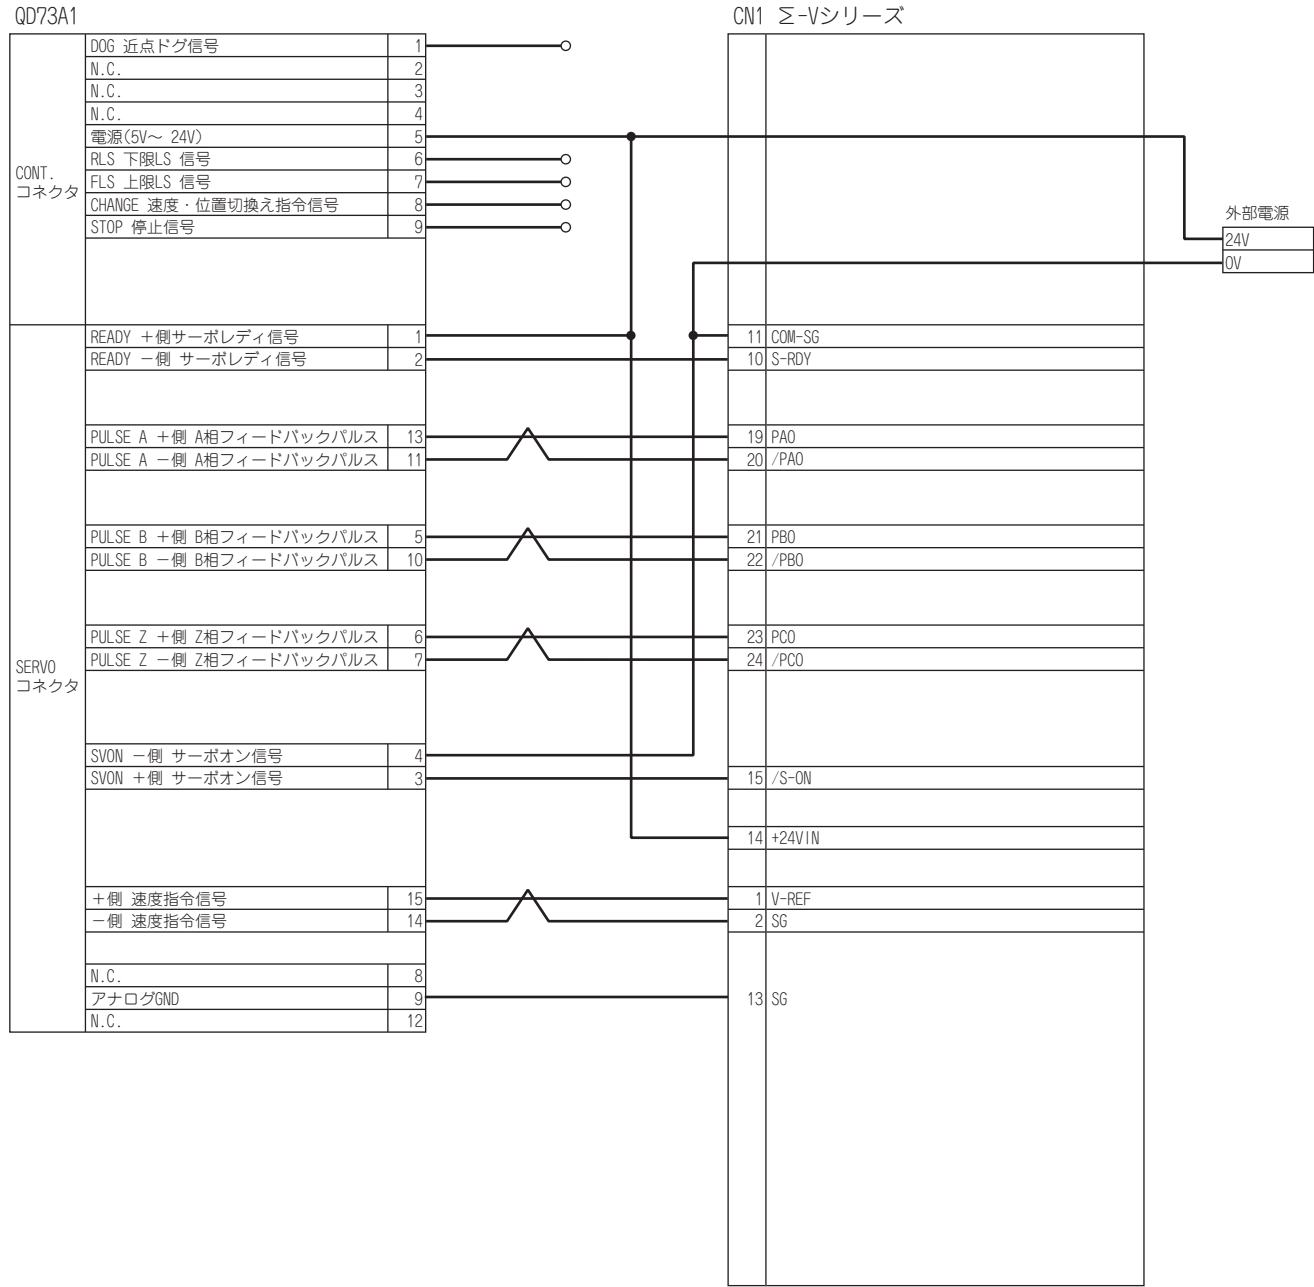 QD73A1
CN1 Σ-Vシリーズ
CONT.
コネクタ
DOG 近点ドグ信号 1
N.C. 2
N.C. 3
N.C. 4
電源(5V～ 24V) 5
RLS 下限LS 信号 6
FLS 上限LS 信号 7
CHANGE 速度・位置切換え指令信号 8
STOP 停止信号 9
外部電源
24V
0V
READY ＋側サーボレディ信号 1
11 COM-SG
READY －側 サーボレディ信号 2
10 S-RDY
PULSE A ＋側 A相フィードバックパルス 13
19 PAO
PULSE A －側 A相フィードバックパルス 11
20 /PAO
PULSE B ＋側 B相フィードバックパルス 5
21 PBO
PULSE B －側 B相フィードバックパルス 10
22 /PBO
PULSE Z ＋側 Z相フィードバックパルス 6
23 PCO
PULSE Z －側 Z相フィードバックパルス 7
24 /PCO
SERVO
コネクタ
SVON －側 サーボオン信号 4
SVON ＋側 サーボオン信号 3
15 /S-ON
14 +24VIN
＋側 速度指令信号 15
1 V-REF
－側 速度指令信号 14
2 SG
N.C. 8
アナログGND 9
13 SG
N.C. 12